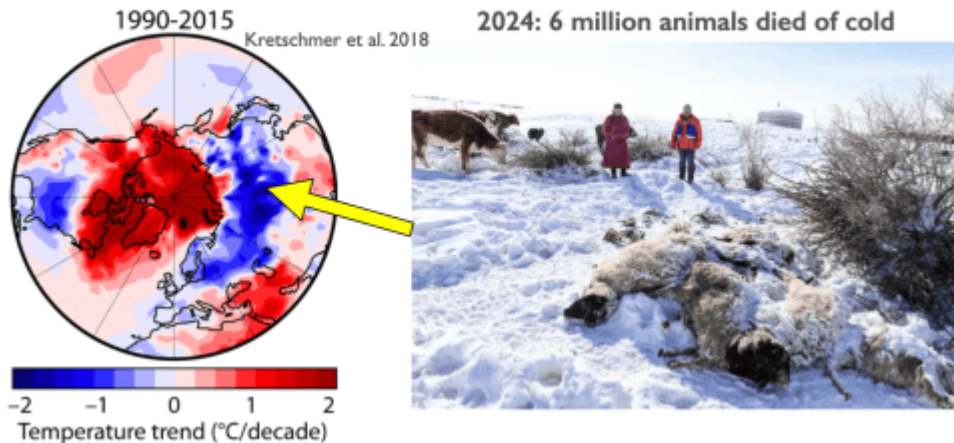 1990-2015
Kretschmer et al. 2018
2024: 6 million animals died of cold
−2 −1 0 1 2
Temperature trend (°C/decade)